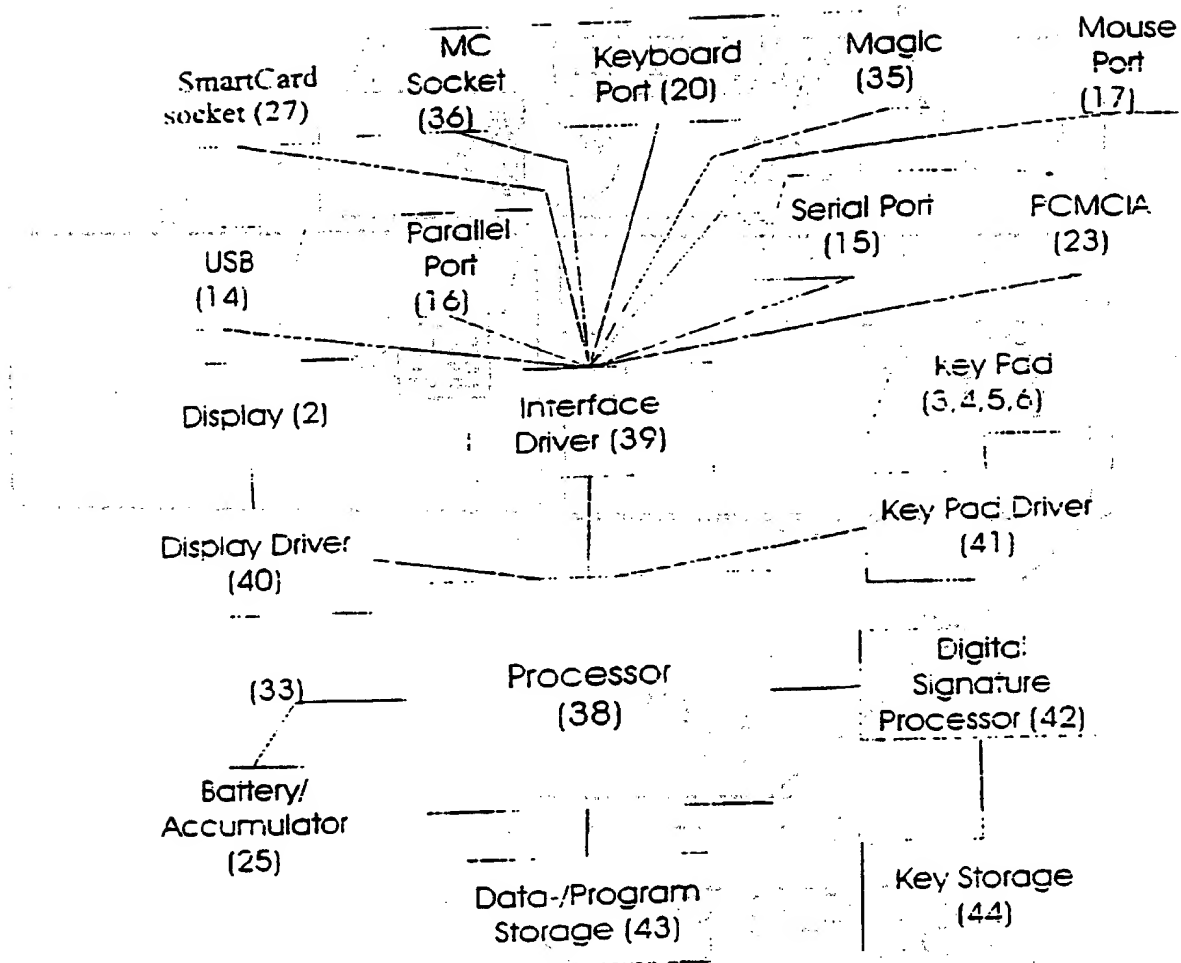 SmartCard
socket (27)
MC
Socket
(36)
Keyboard
Port (20)
Magic
(35)
Mouse
Port
(17)
USB
(14)
Parallel
Port
(16)
Serial Port
(15)
PCMCIA
(23)
Display (2)
Interface
Driver (39)
Key Pad
(3,4,5,6)
Display Driver
(40)
Key Pad Driver
(41)
(33)
Processor
(38)
Digital
Signature
Processor (42)
Battery/
Accumulator
(25)
Data-/Program
Storage (43)
Key Storage
(44)